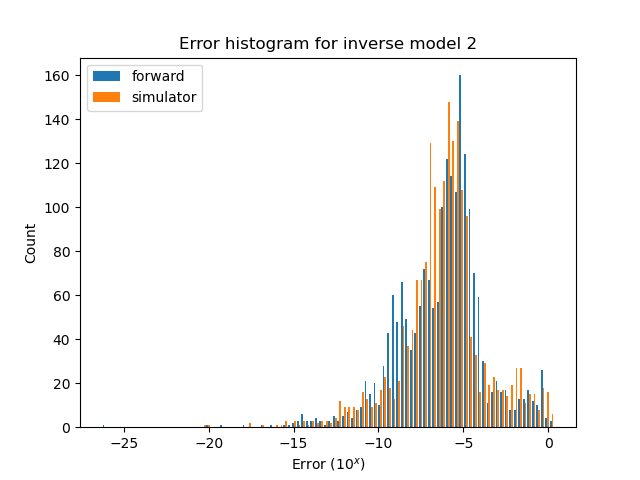 Error histogram for inverse model 2
forward
simulator
160
140
120
100
80
60
40
20
0
Count
−25 −20 −15 −10 −5 0
Error (10ˣ)